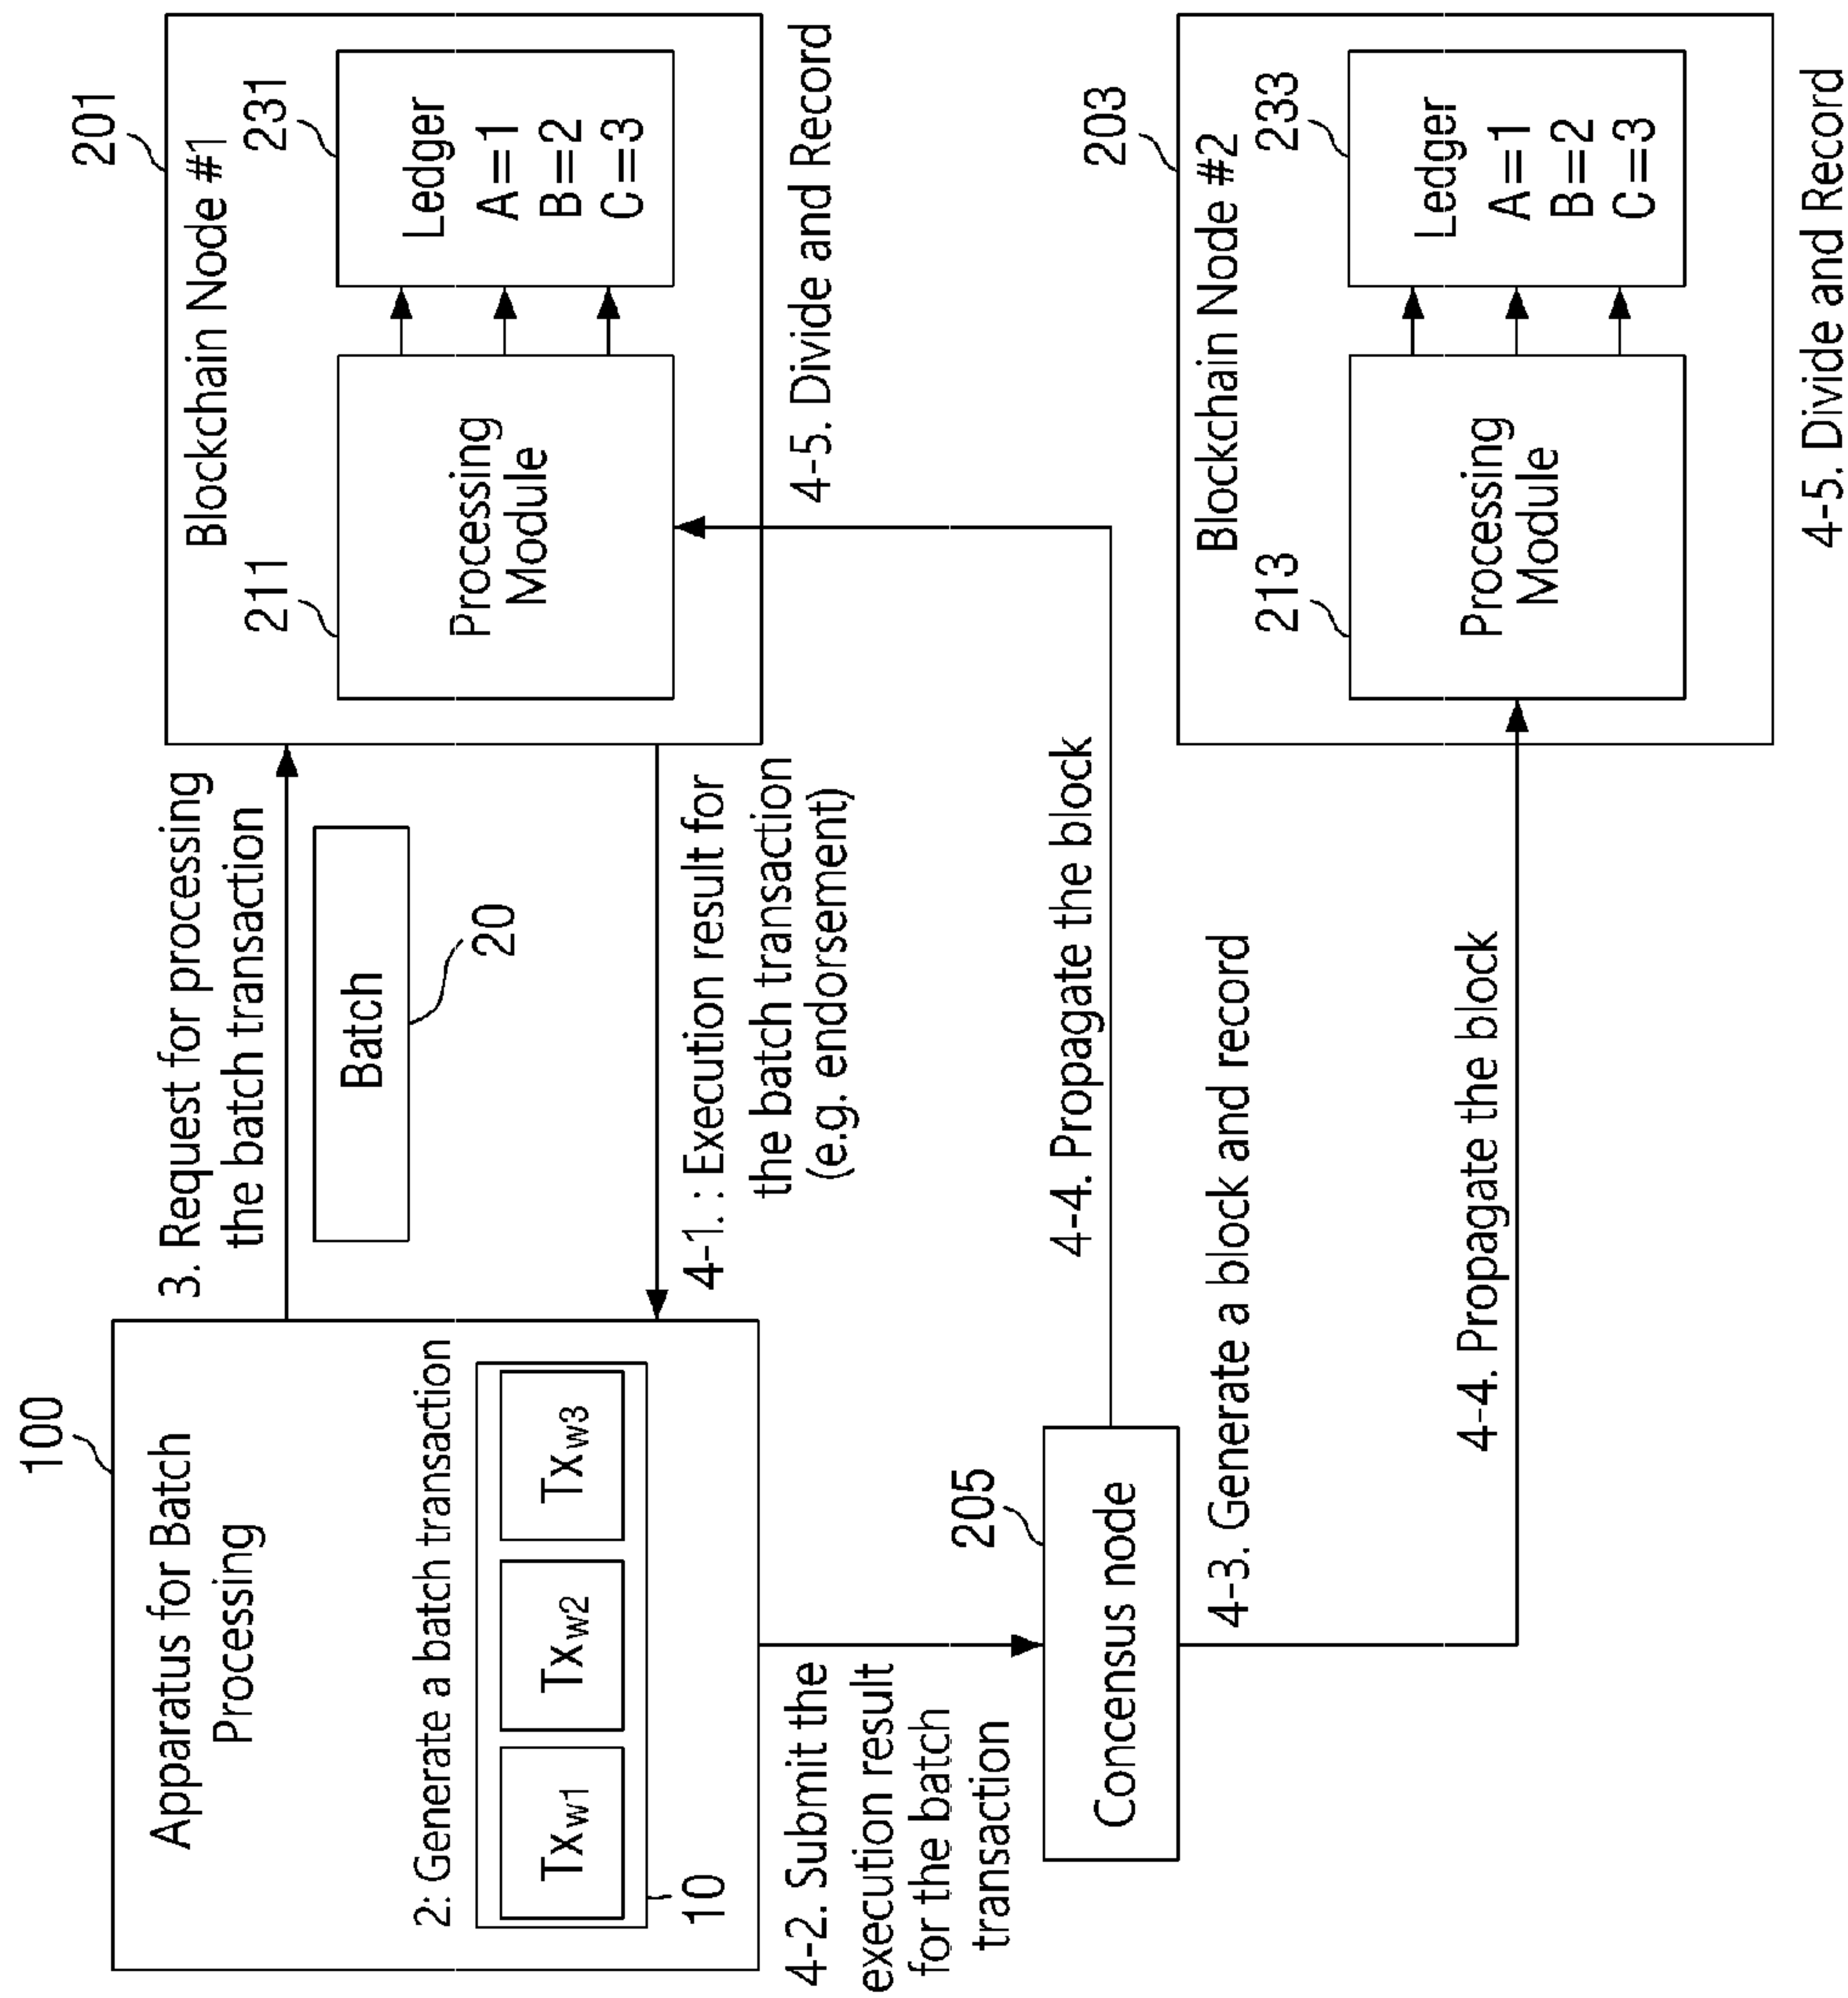 100
Apparatus for Batch
Processing
2: Generate a batch transaction
Txw1
Txw2
Txw3
10
3. Request for processing
the batch transaction
Batch
20
4-1. : Execution result for
the batch transaction
(e.g. endorsement)
201
Blockchain Node #1
211
Processing
Module
231
Ledger
A=1
B=2
C=3
4-5. Divide and Record
4-2. Submit the
execution result
for the batch
transaction
205
Concensus node
4-4. Propagate the block
4-3. Generate a block and record
4-4. Propagate the block
203
Blockchain Node #2
213
Processing
Module
233
Ledger
A=1
B=2
C=3
4-5. Divide and Record